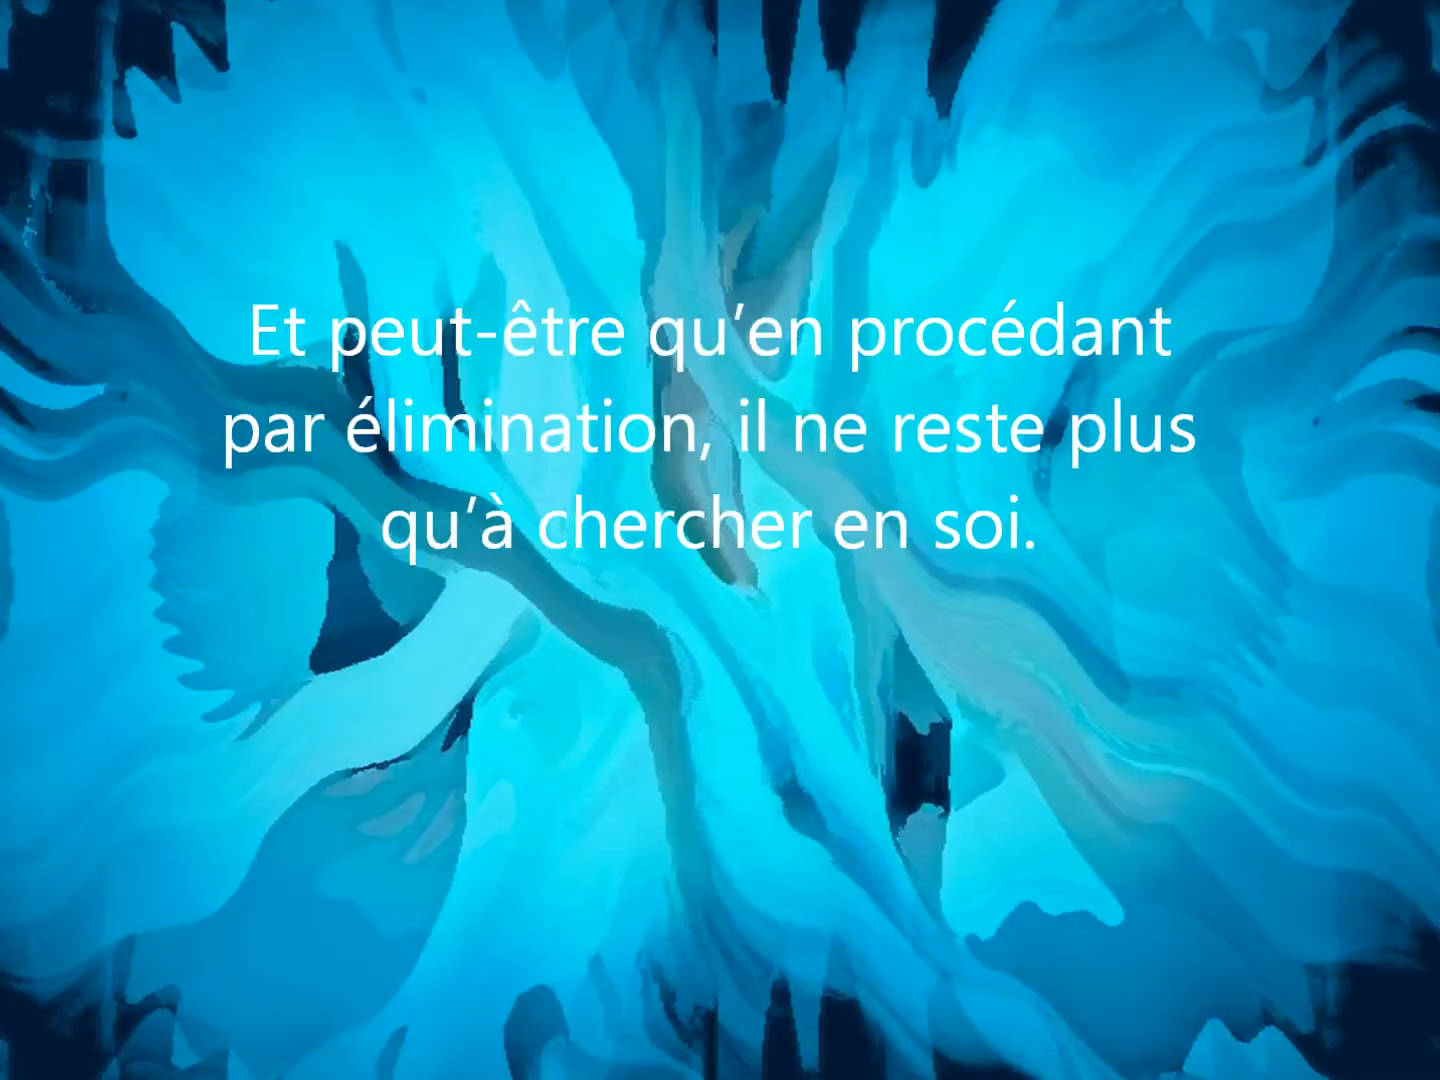 Et peut-être qu’en procédant
par élimination, il ne reste plus
qu’à chercher en soi.